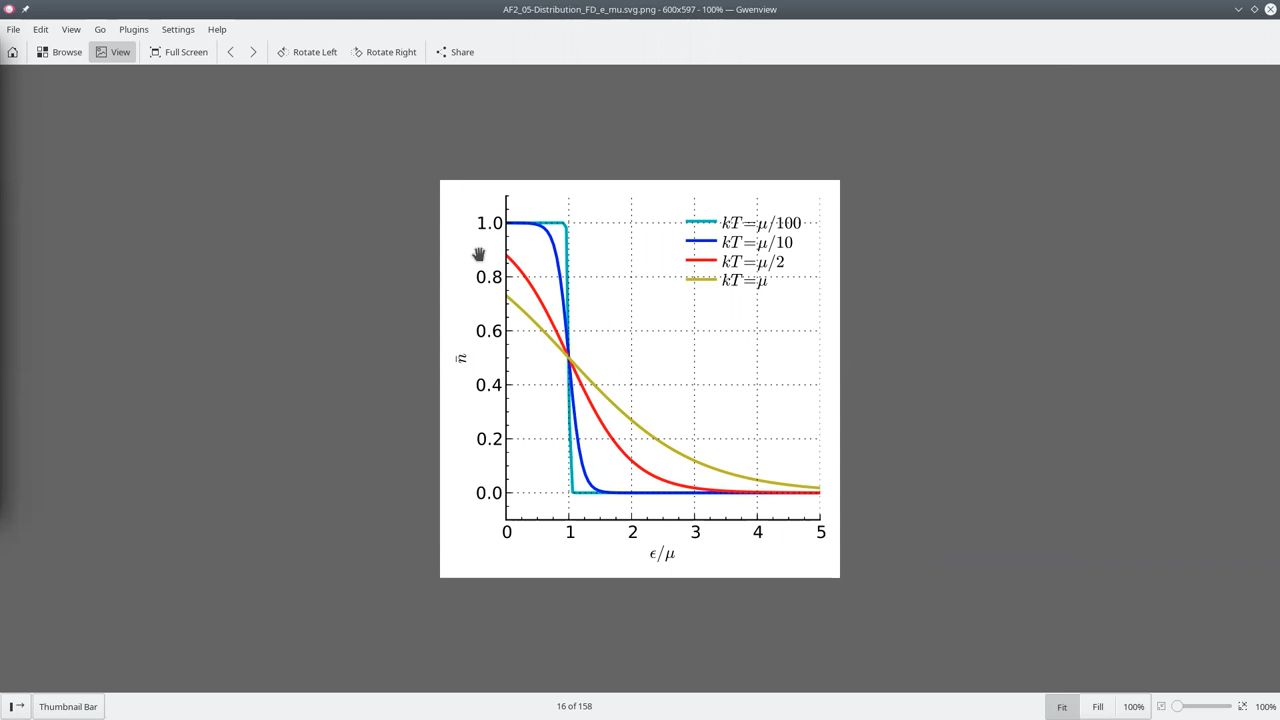 AF2_05-Distribution_FD_e_mu.svg.png - 600x597 - 100% — Gwenview
File Edit View Go Plugins Settings Help
Browse View Full Screen Rotate Left Rotate Right Share
1.0
0.8
0.6
0.4
0.2
0.0
n̄
kT=μ/100
kT=μ/10
kT=μ/2
kT=μ
0 1 2 3 4 5
ϵ/μ
Thumbnail Bar 16 of 158 Fit Fill 100% 100%